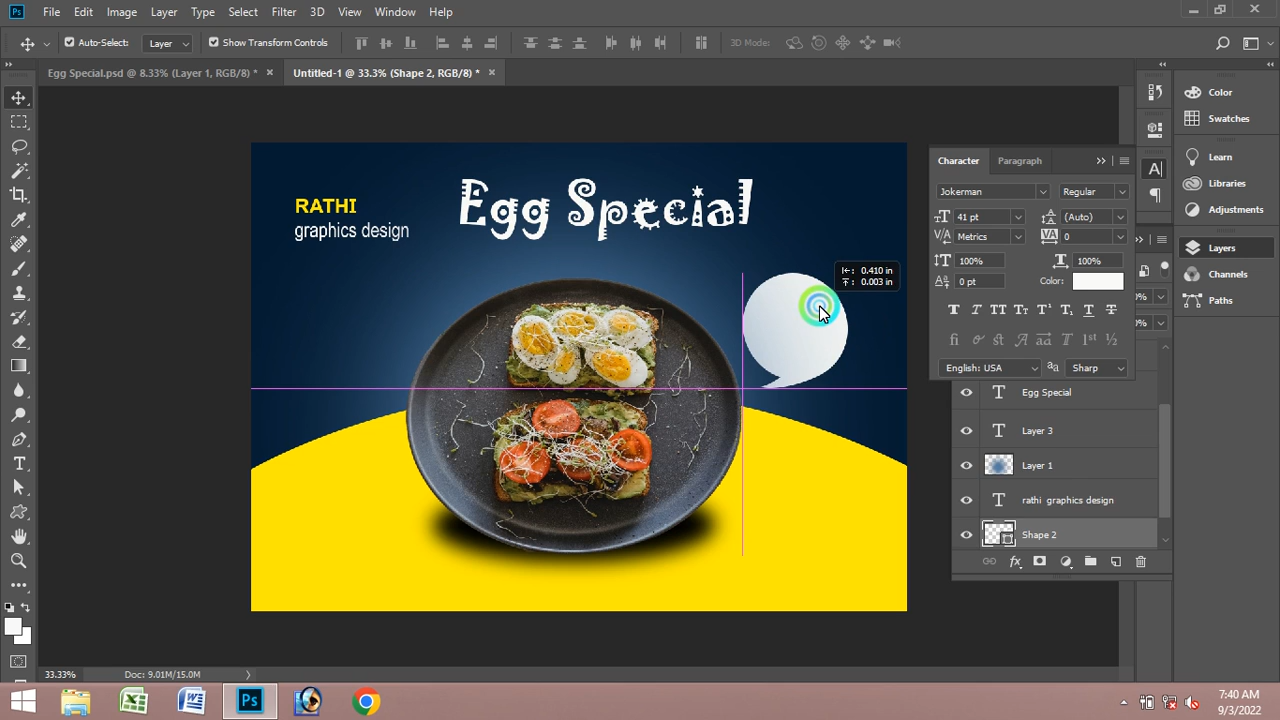 Ps File Edit Image Layer Type Select Filter 3D View Window Help
Auto-Select: Layer Show Transform Controls 3D Mode:
Egg Special.psd @ 8.33% (Layer 1, RGB/8) * × Untitled-1 @ 33.3% (Shape 2, RGB/8) * ×
RATHI
graphics design
Egg Special
0.410 in
0.003 in
Character Paragraph
Jokerman Regular
41 pt (Auto)
Metrics 0
100% 100%
0 pt Color:
English: USA Sharp
Egg Special
Layer 3
Layer 1
rathi graphics design
Shape 2
Color
Swatches
Learn
Libraries
Adjustments
Layers
Channels
Paths
33.33% Doc: 9.01M/15.0M
7:40 AM
9/3/2022